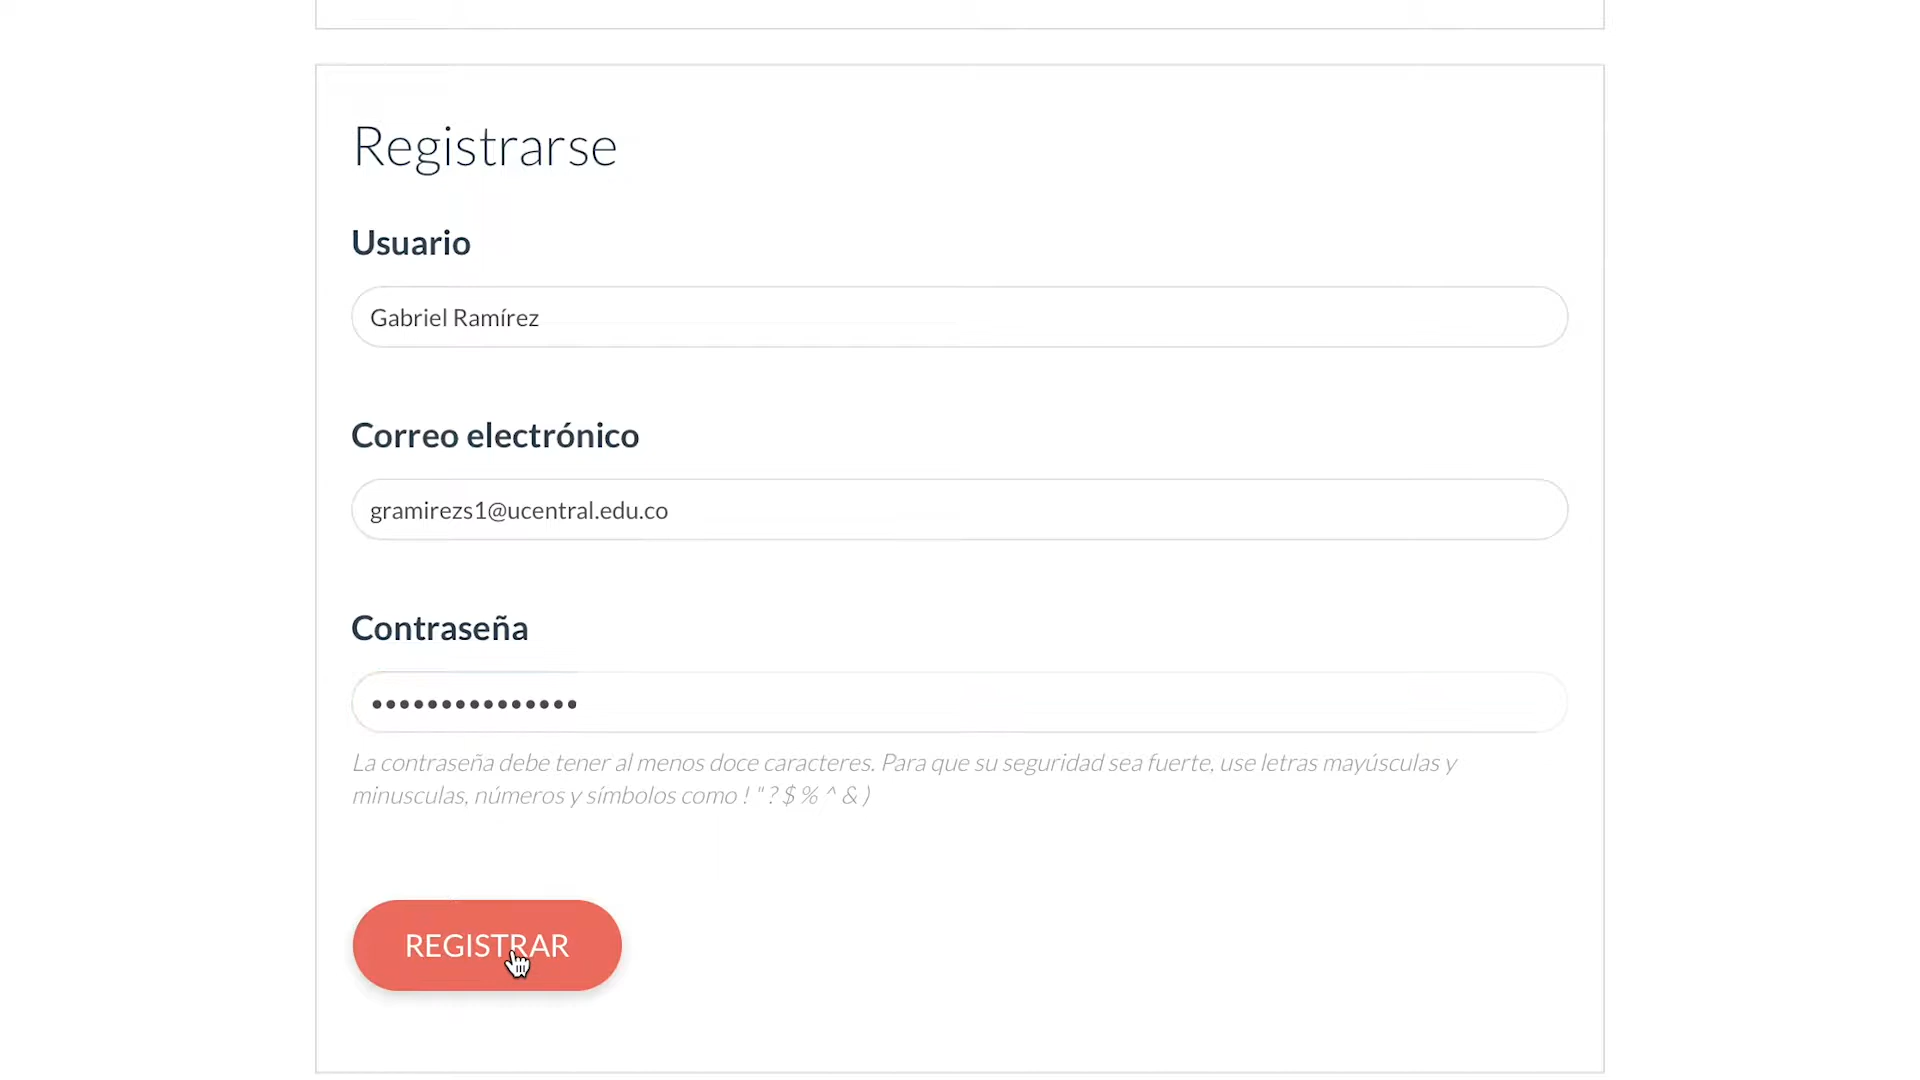 Registrarse
Usuario
Gabriel Ramírez
Correo electrónico
gramirezs1@ucentral.edu.co
Contraseña
•••••••••••••••
La contraseña debe tener al menos doce caracteres. Para que su seguridad sea fuerte, use letras mayúsculas y
minusculas, números y símbolos como ! " ? $ % ^ & )
REGISTRAR